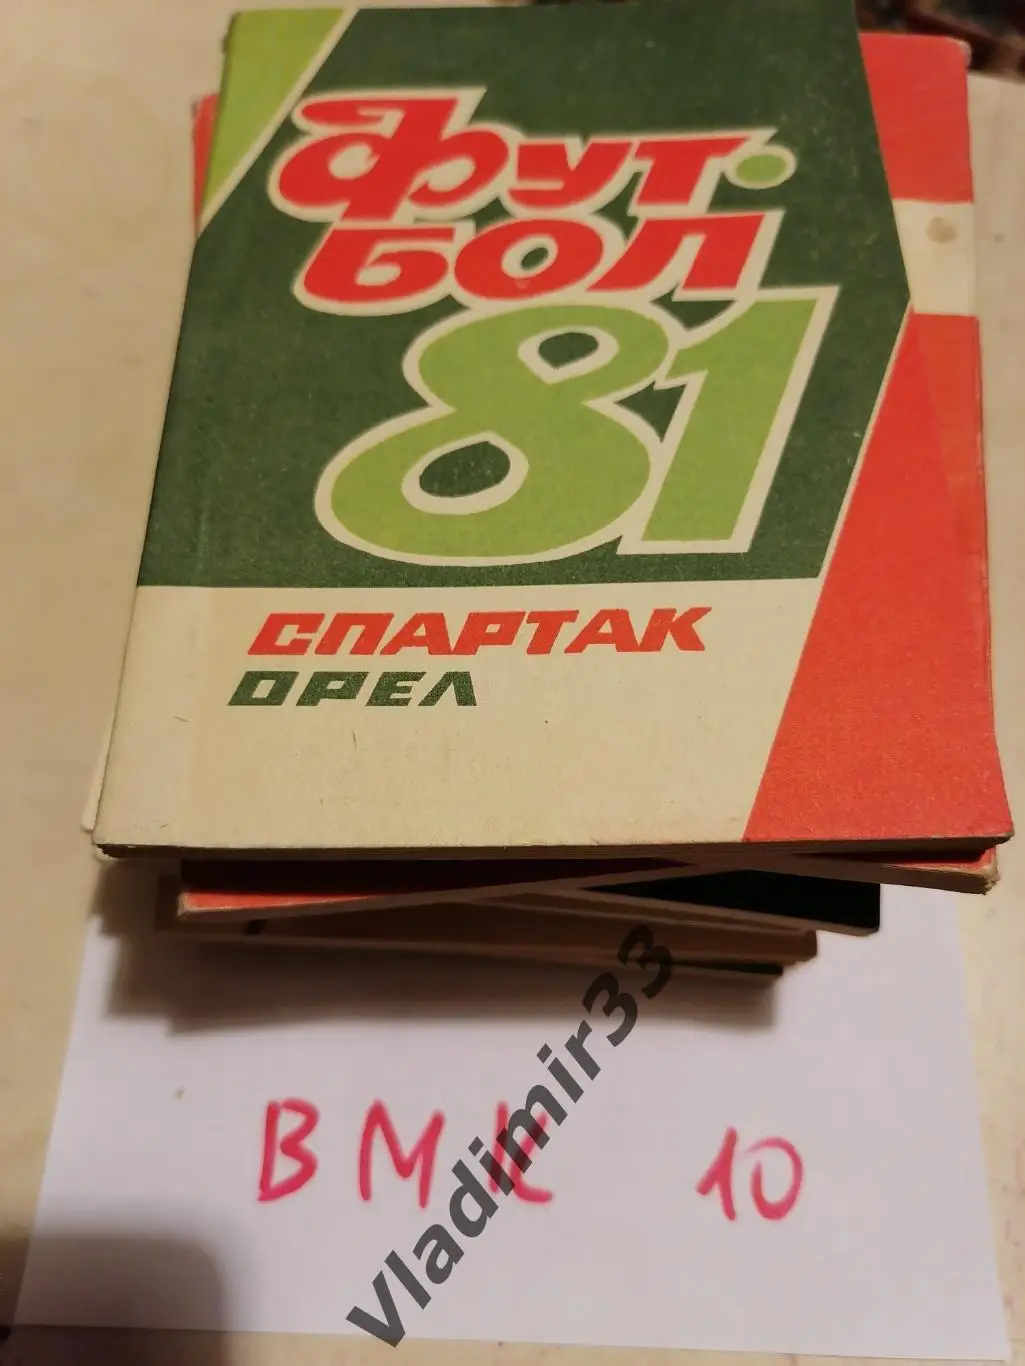 ФУТ·
БОЛ
81
СПАРТАК
ОРЕЛ
ВМК 10
Vladimir33